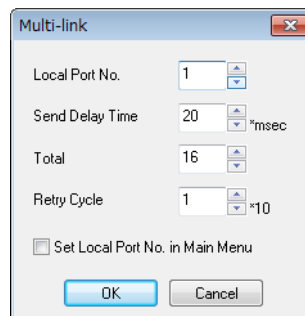 Multi-link
Local Port No. 1
Send Delay Time 20 *msec
Total 16
Retry Cycle 1 *10
Set Local Port No. in Main Menu
OK Cancel